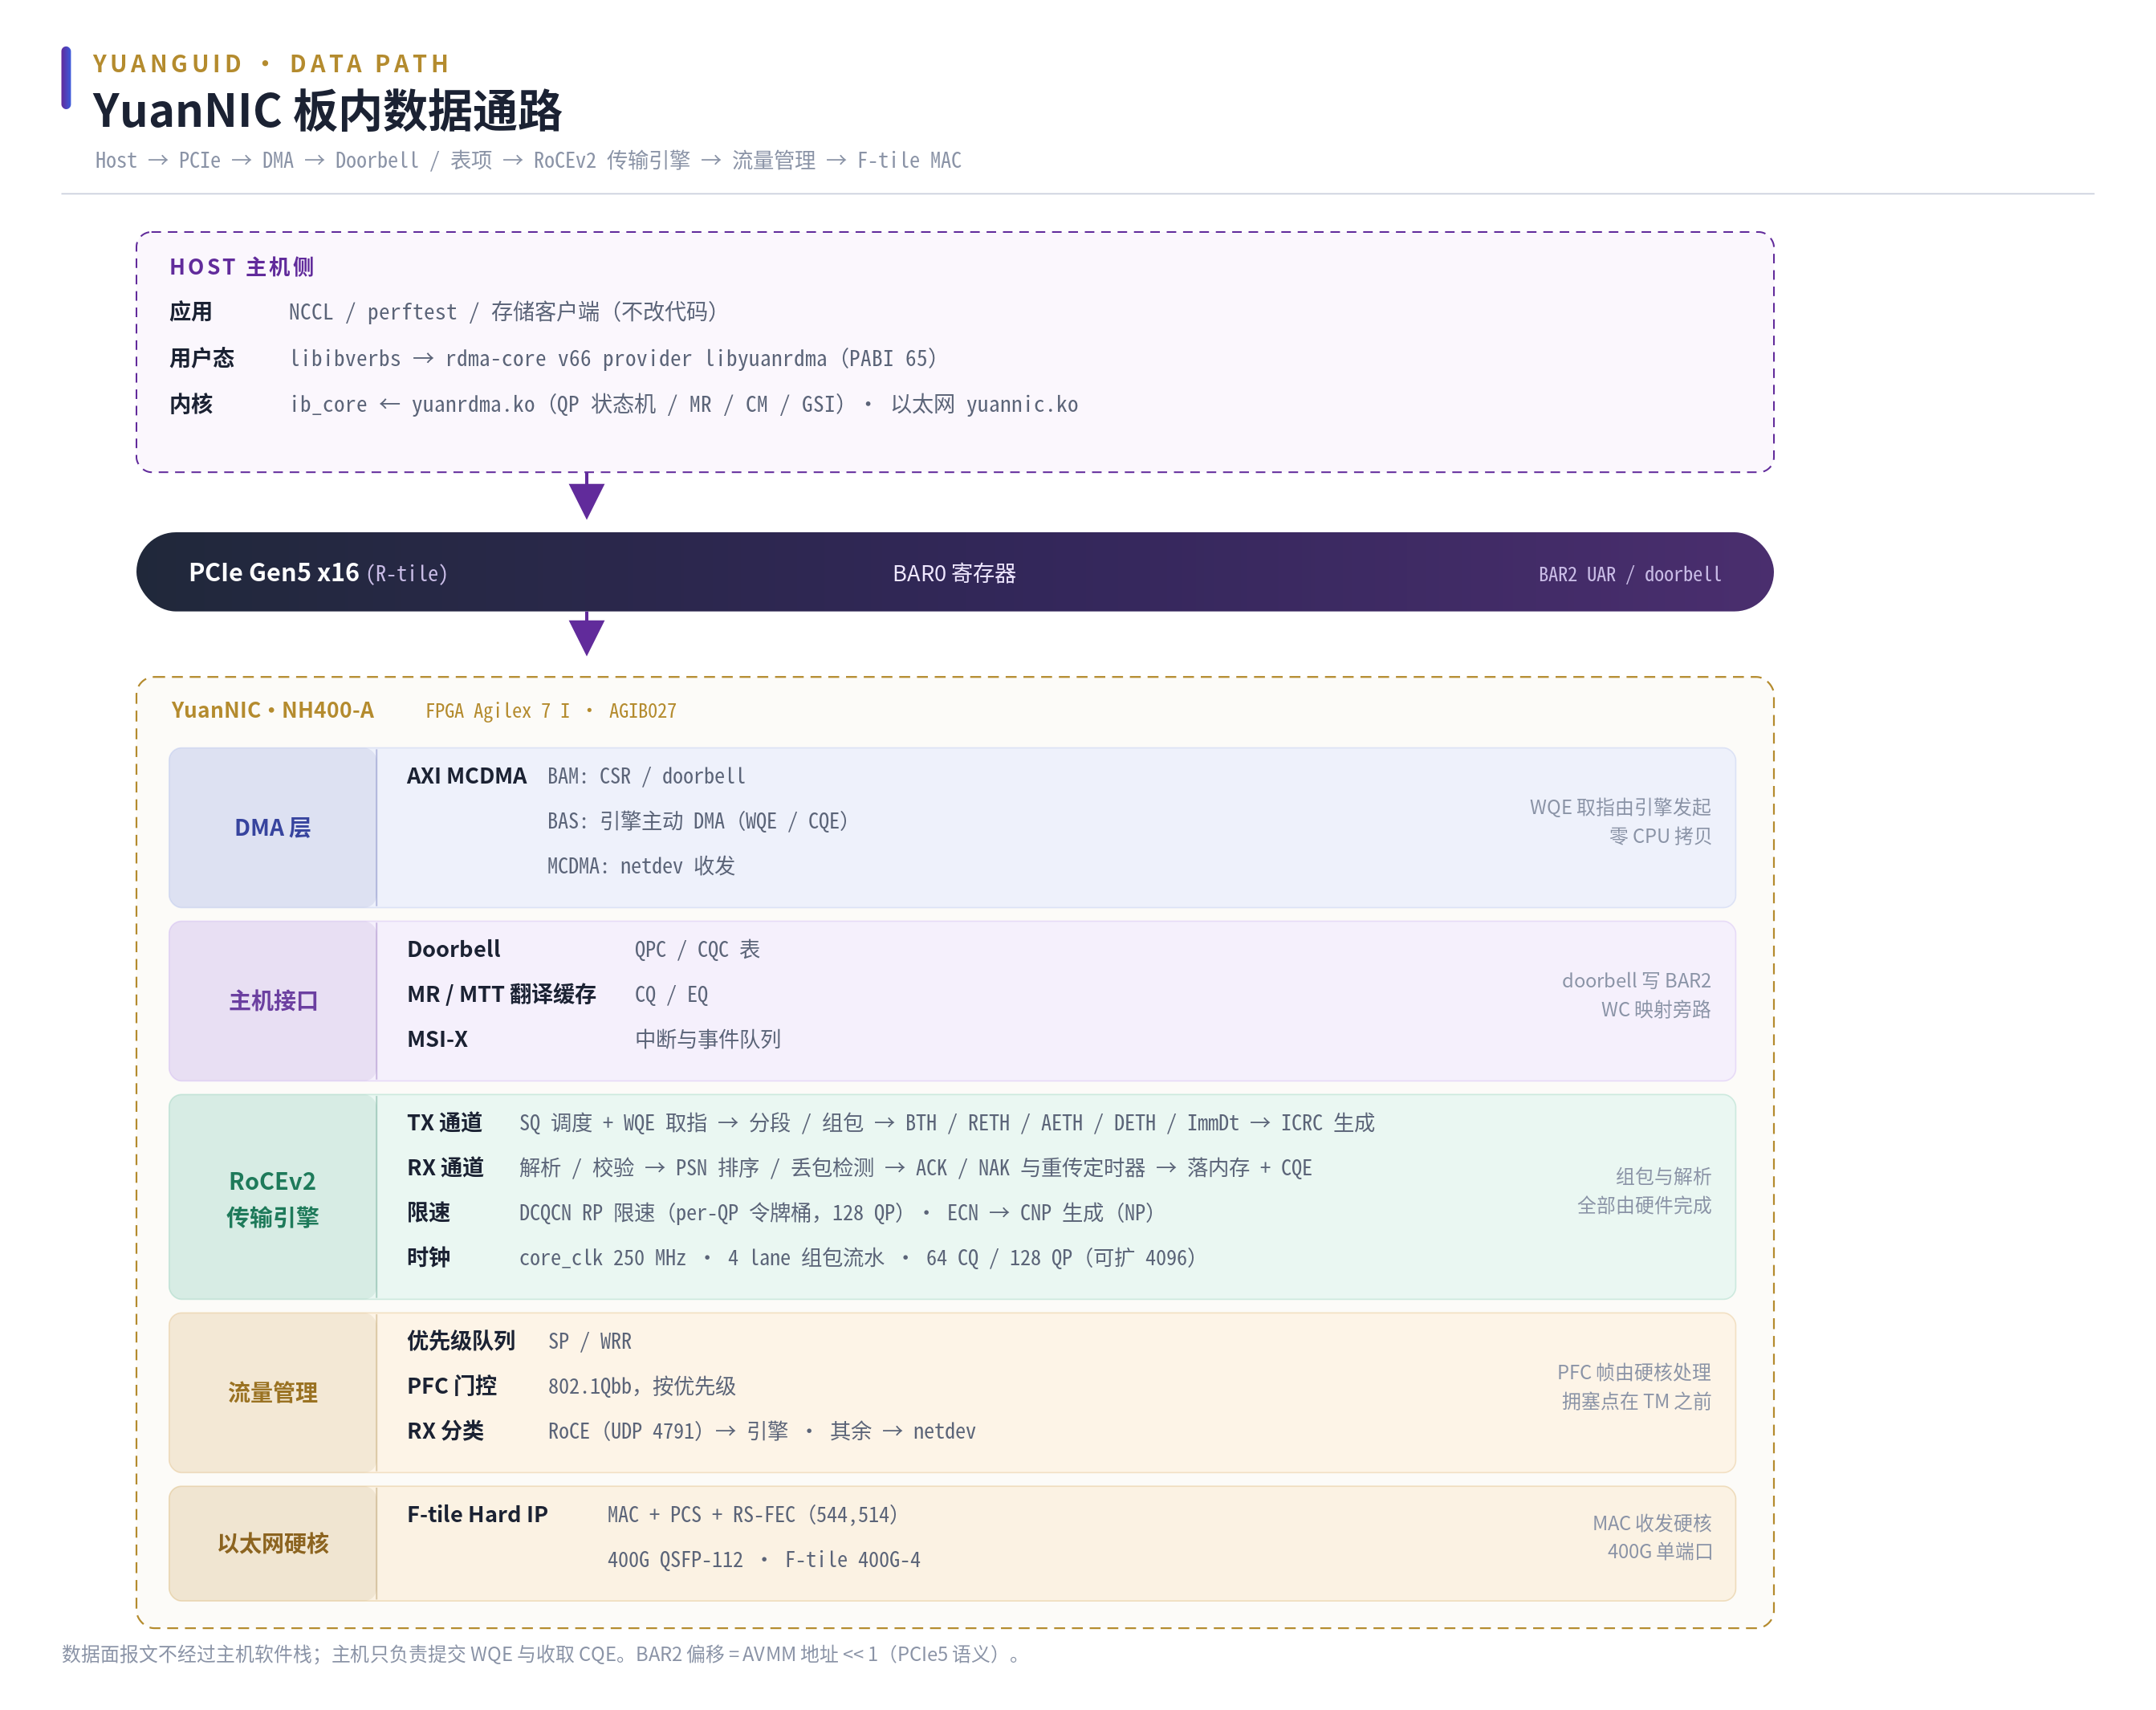 YUANGUID · DATA PATH
YuanNIC 板内数据通路
Host → PCIe → DMA → Doorbell / 表项 → RoCEv2 传输引擎 → 流量管理 → F-tile MAC
HOST 主机侧
应用 NCCL / perftest / 存储客户端（不改代码）
用户态 libibverbs → rdma-core v66 provider libyuanrdma（PABI 65）
内核 ib_core ← yuanrdma.ko（QP 状态机 / MR / CM / GSI）· 以太网 yuannic.ko
PCIe Gen5 x16 (R-tile) BAR0 寄存器 BAR2 UAR / doorbell
YuanNIC · NH400-A FPGA Agilex 7 I · AGIB027
DMA 层
AXI MCDMA BAM: CSR / doorbell
BAS: 引擎主动 DMA（WQE / CQE）
MCDMA: netdev 收发
WQE 取指由引擎发起
零 CPU 拷贝
主机接口
Doorbell QPC / CQC 表
MR / MTT 翻译缓存 CQ / EQ
MSI-X 中断与事件队列
doorbell 写 BAR2
WC 映射旁路
RoCEv2
传输引擎
TX 通道 SQ 调度 + WQE 取指 → 分段 / 组包 → BTH / RETH / AETH / DETH / ImmDt → ICRC 生成
RX 通道 解析 / 校验 → PSN 排序 / 丢包检测 → ACK / NAK 与重传定时器 → 落内存 + CQE
限速 DCQCN RP 限速（per-QP 令牌桶，128 QP）· ECN → CNP 生成（NP）
时钟 core_clk 250 MHz · 4 lane 组包流水 · 64 CQ / 128 QP（可扩 4096）
组包与解析
全部由硬件完成
流量管理
优先级队列 SP / WRR
PFC 门控 802.1Qbb，按优先级
RX 分类 RoCE（UDP 4791）→ 引擎 · 其余 → netdev
PFC 帧由硬核处理
拥塞点在 TM 之前
以太网硬核
F-tile Hard IP MAC + PCS + RS-FEC（544,514）
400G QSFP-112 · F-tile 400G-4
MAC 收发硬核
400G 单端口
数据面报文不经过主机软件栈；主机只负责提交 WQE 与收取 CQE。BAR2 偏移 = AVMM 地址 << 1（PCIe5 语义）。